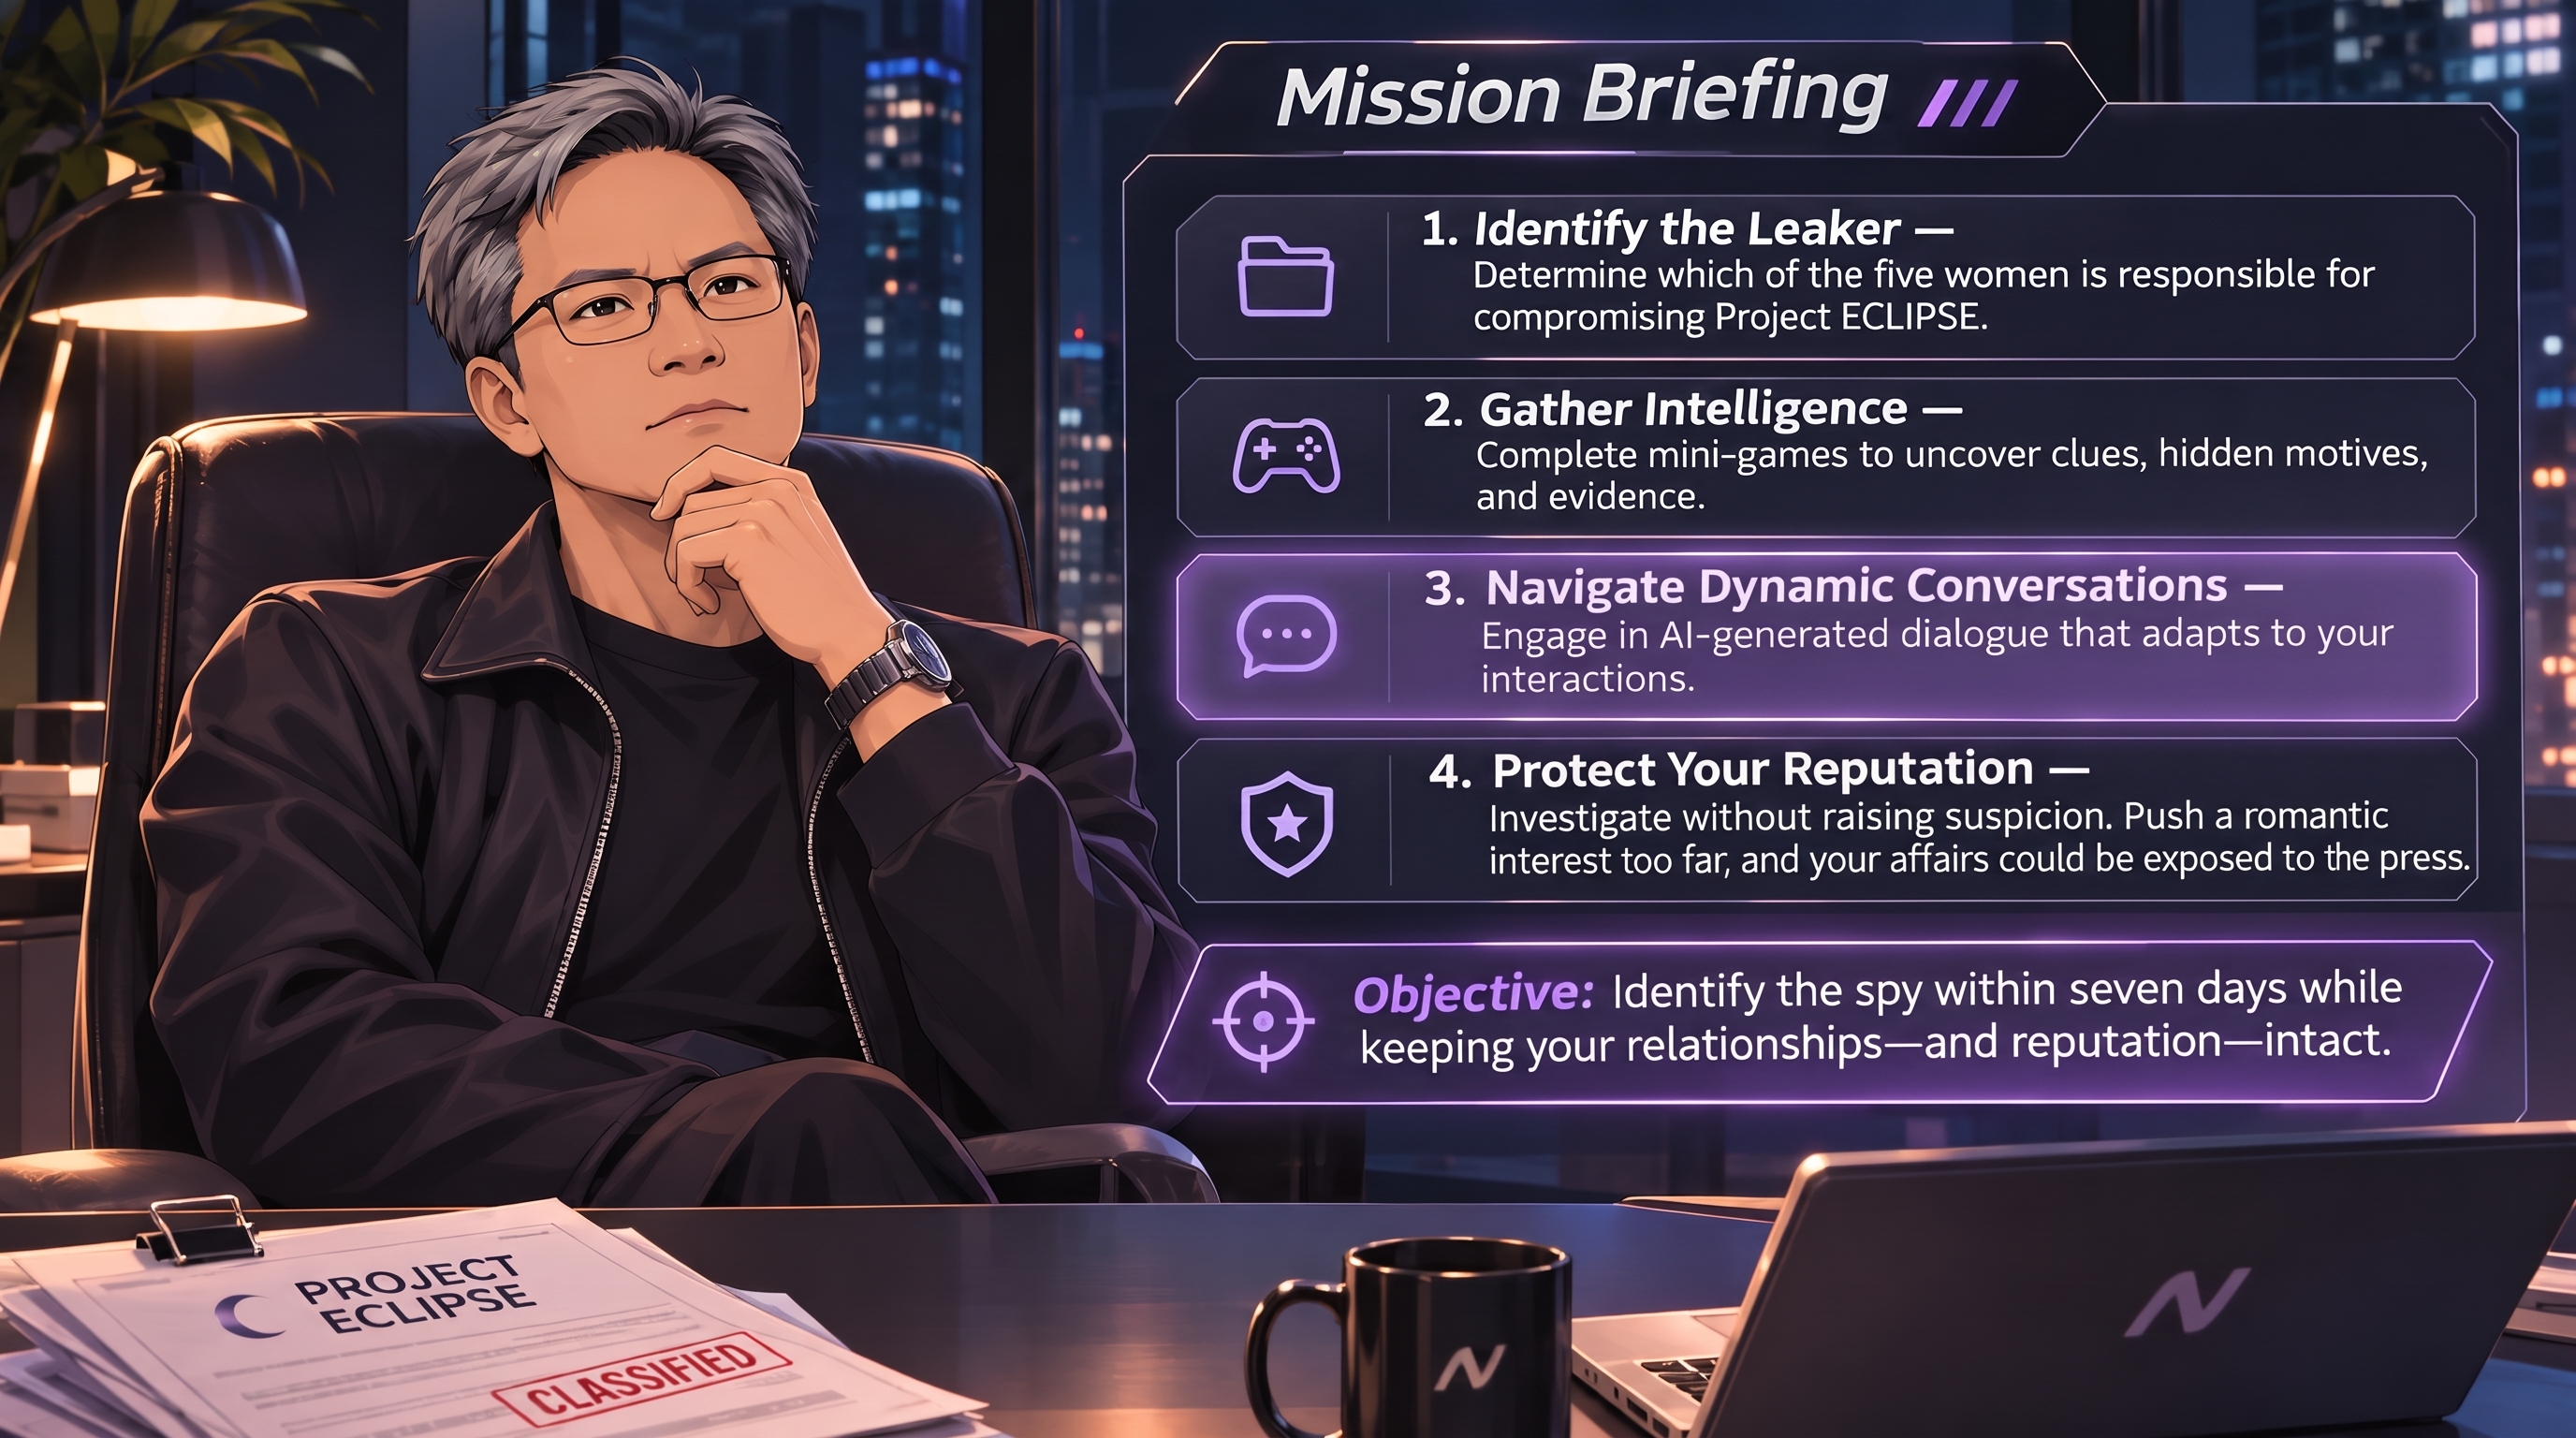 Mission Briefing
1. Identify the Leaker —
Determine which of the five women is responsible for
compromising Project ECLIPSE.
2. Gather Intelligence —
Complete mini-games to uncover clues, hidden motives,
and evidence.
3. Navigate Dynamic Conversations —
Engage in AI-generated dialogue that adapts to your
interactions.
4. Protect Your Reputation —
Investigate without raising suspicion. Push a romantic
interest too far, and your affairs could be exposed to the press.
Objective: Identify the spy within seven days while
keeping your relationships—and reputation—intact.
PROJECT
ECLIPSE
CLASSIFIED
N
N